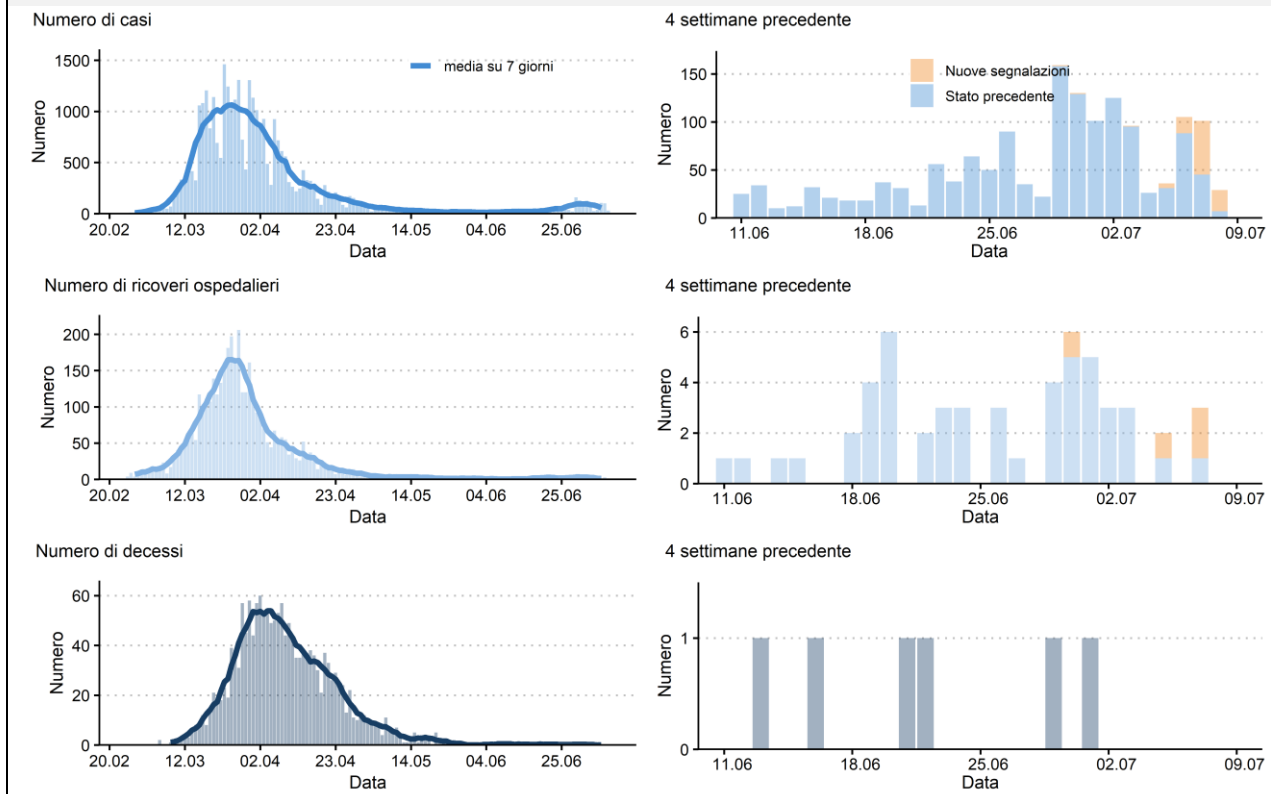 Numero di casi
4 settimane precedente
1500
1000
500
0
Numero
media su 7 giorni
20.02 12.03 02.04 23.04 14.05 04.06 25.06
Data
150
100
50
0
Numero
Nuove segnalazioni
Stato precedente
11.06 18.06 25.06 02.07 09.07
Data
Numero di ricoveri ospedalieri
4 settimane precedente
200
150
100
50
0
Numero
20.02 12.03 02.04 23.04 14.05 04.06 25.06
Data
6
4
2
0
Numero
11.06 18.06 25.06 02.07 09.07
Data
Numero di decessi
4 settimane precedente
60
40
20
0
Numero
20.02 12.03 02.04 23.04 14.05 04.06 25.06
Data
1
0
Numero
11.06 18.06 25.06 02.07 09.07
Data